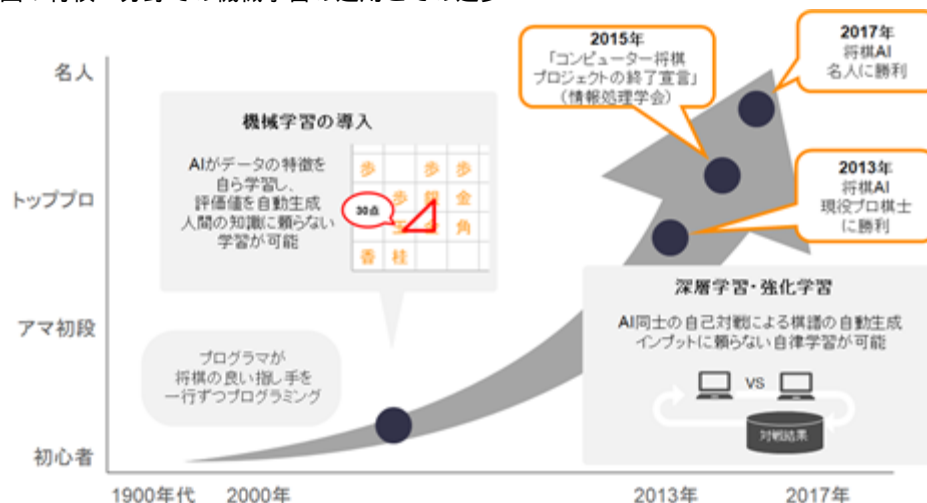 名人
トッププロ
アマ初段
初心者
機械学習の導入
AIがデータの特徴を
自ら学習し、
評価値を自動生成
人間の知識に頼らない
学習が可能
歩 歩 歩
歩 銀 金
30点
玉 角
香 桂
プログラマが
将棋の良い指し手を
一行ずつプログラミング
2015年
「コンピューター将棋
プロジェクトの終了宣言」
(情報処理学会)
2017年
将棋AI
名人に勝利
2013年
将棋AI
現役プロ棋士
に勝利
深層学習・強化学習
AI同士の自己対戦による棋譜の自動生成
インプットに頼らない自律学習が可能
VS
対戦結果
1900年代 2000年 2013年 2017年